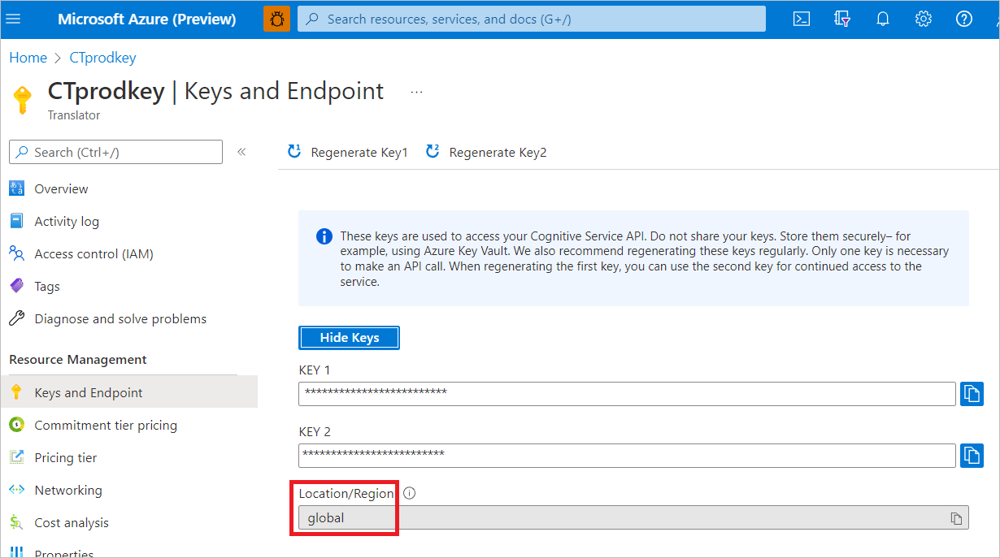 Microsoft Azure (Preview)
Search resources, services, and docs (G+/)
Home > CTprodkey
CTprodkey | Keys and Endpoint ...
Translator
Search (Ctrl+/)
«
Regenerate Key1
Regenerate Key2
Overview
Activity log
Access control (IAM)
Tags
Diagnose and solve problems
Resource Management
Keys and Endpoint
Commitment tier pricing
Pricing tier
Networking
Cost analysis
Properties
These keys are used to access your Cognitive Service API. Do not share your keys. Store them securely– for
example, using Azure Key Vault. We also recommend regenerating these keys regularly. Only one key is necessary
to make an API call. When regenerating the first key, you can use the second key for continued access to the
service.
Hide Keys
KEY 1
**************************
KEY 2
**************************
Location/Region
global